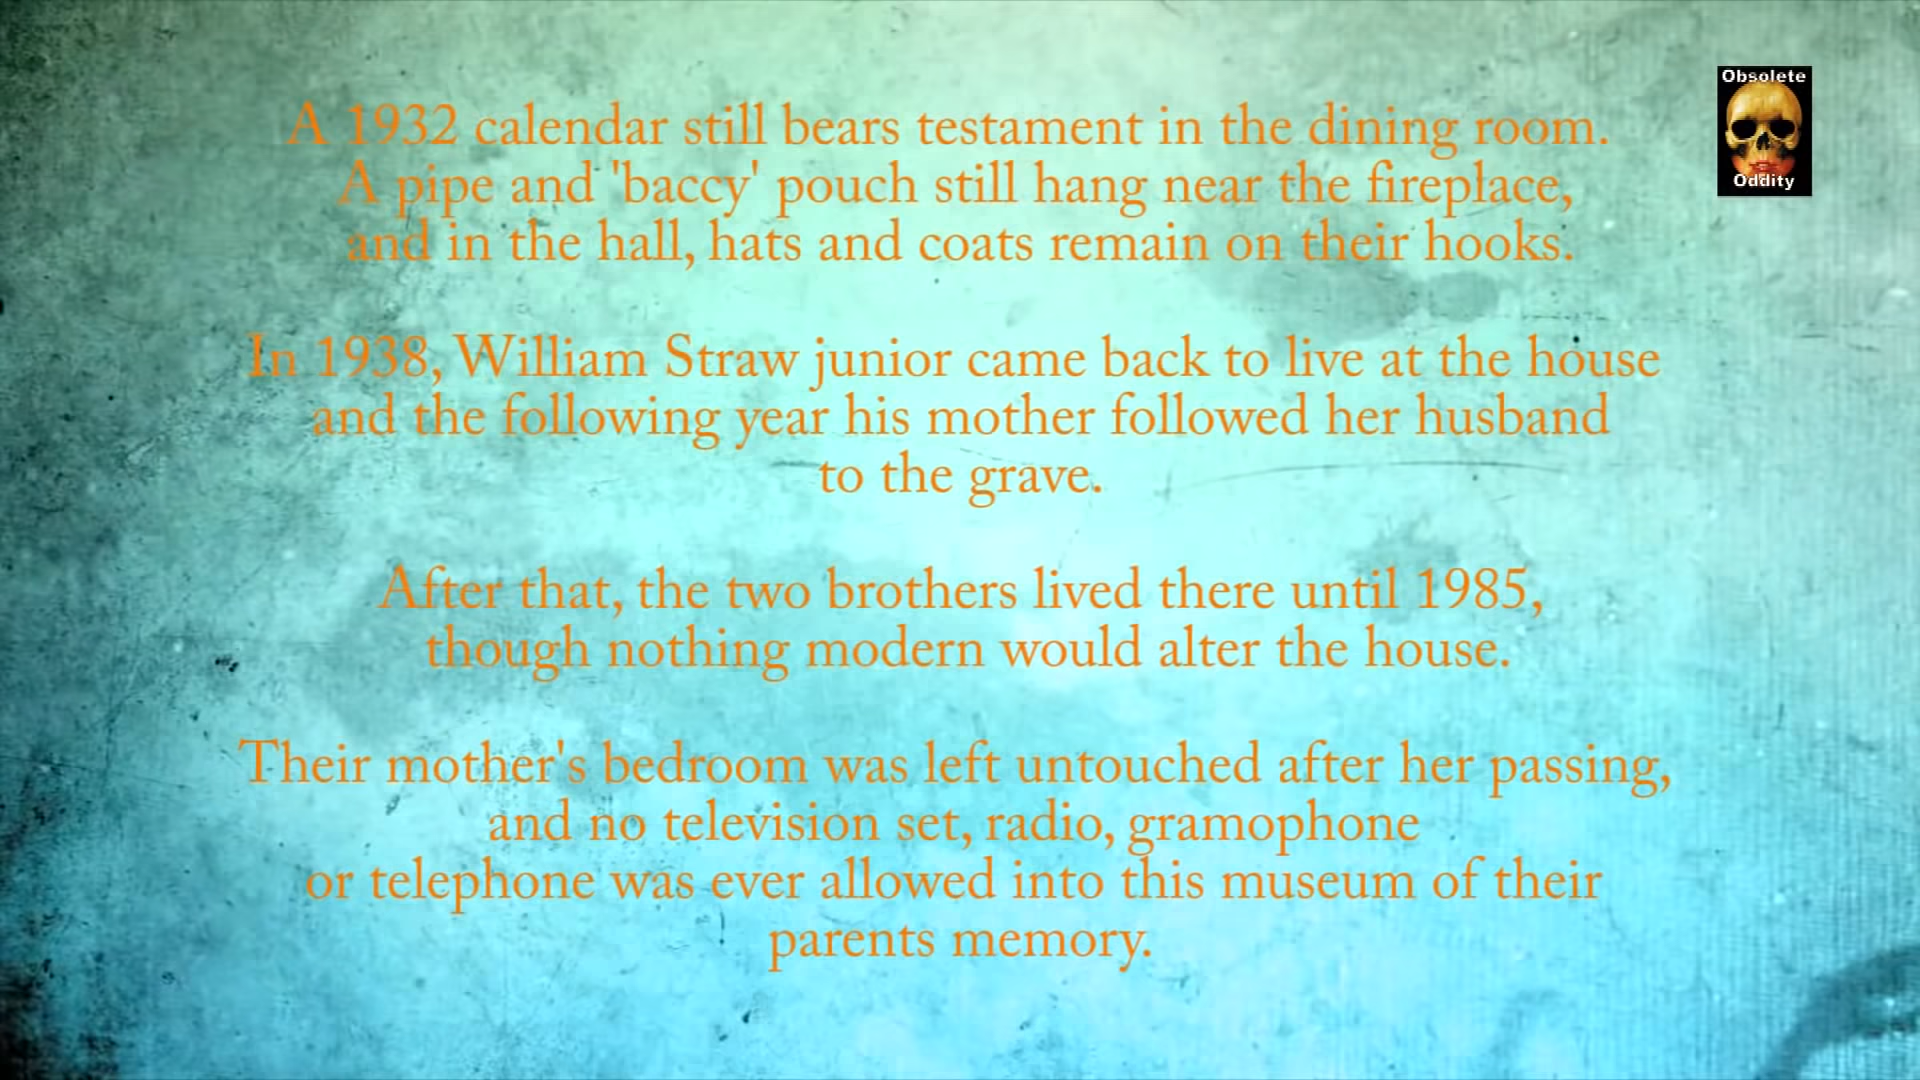 Obsolete
Oddity
A 1932 calendar still bears testament in the dining room.
A pipe and 'baccy' pouch still hang near the fireplace,
and in the hall, hats and coats remain on their hooks.
In 1938, William Straw junior came back to live at the house
and the following year his mother followed her husband
to the grave.
After that, the two brothers lived there until 1985,
though nothing modern would alter the house.
Their mother's bedroom was left untouched after her passing,
and no television set, radio, gramophone
or telephone was ever allowed into this museum of their
parents memory.